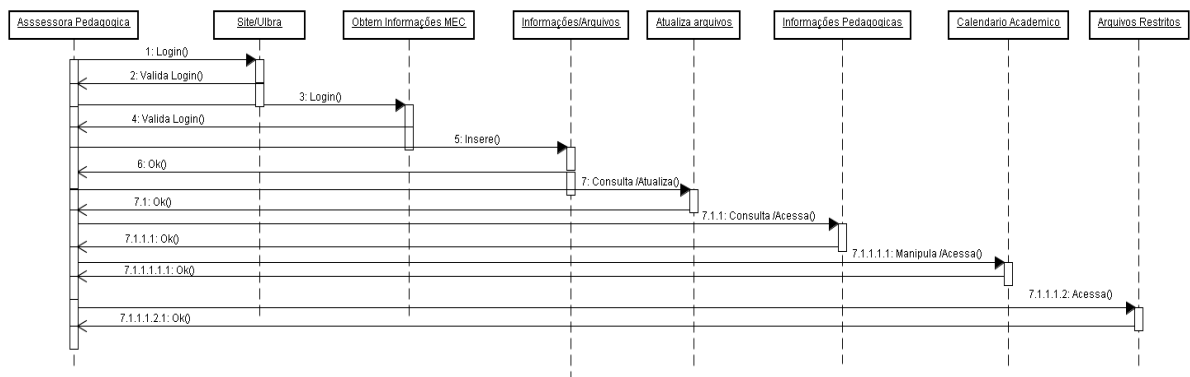 Asssessora Pedagogica
Site/Ulbra
Obtem Informações MEC
Informações/Arquivos
Atualiza arquivos
Informações Pedagogicas
Calendario Academico
Arquivos Restritos
1: Login()
2: Valida Login()
3: Login()
4: Valida Login()
5: Insere()
6: Ok()
7: Consulta /Atualiza()
7.1: Ok()
7.1.1: Consulta /Acessa()
7.1.1.1: Ok()
7.1.1.1.1: Manipula /Acessa()
7.1.1.1.1.1: Ok()
7.1.1.1.2: Acessa()
7.1.1.1.2.1: Ok()